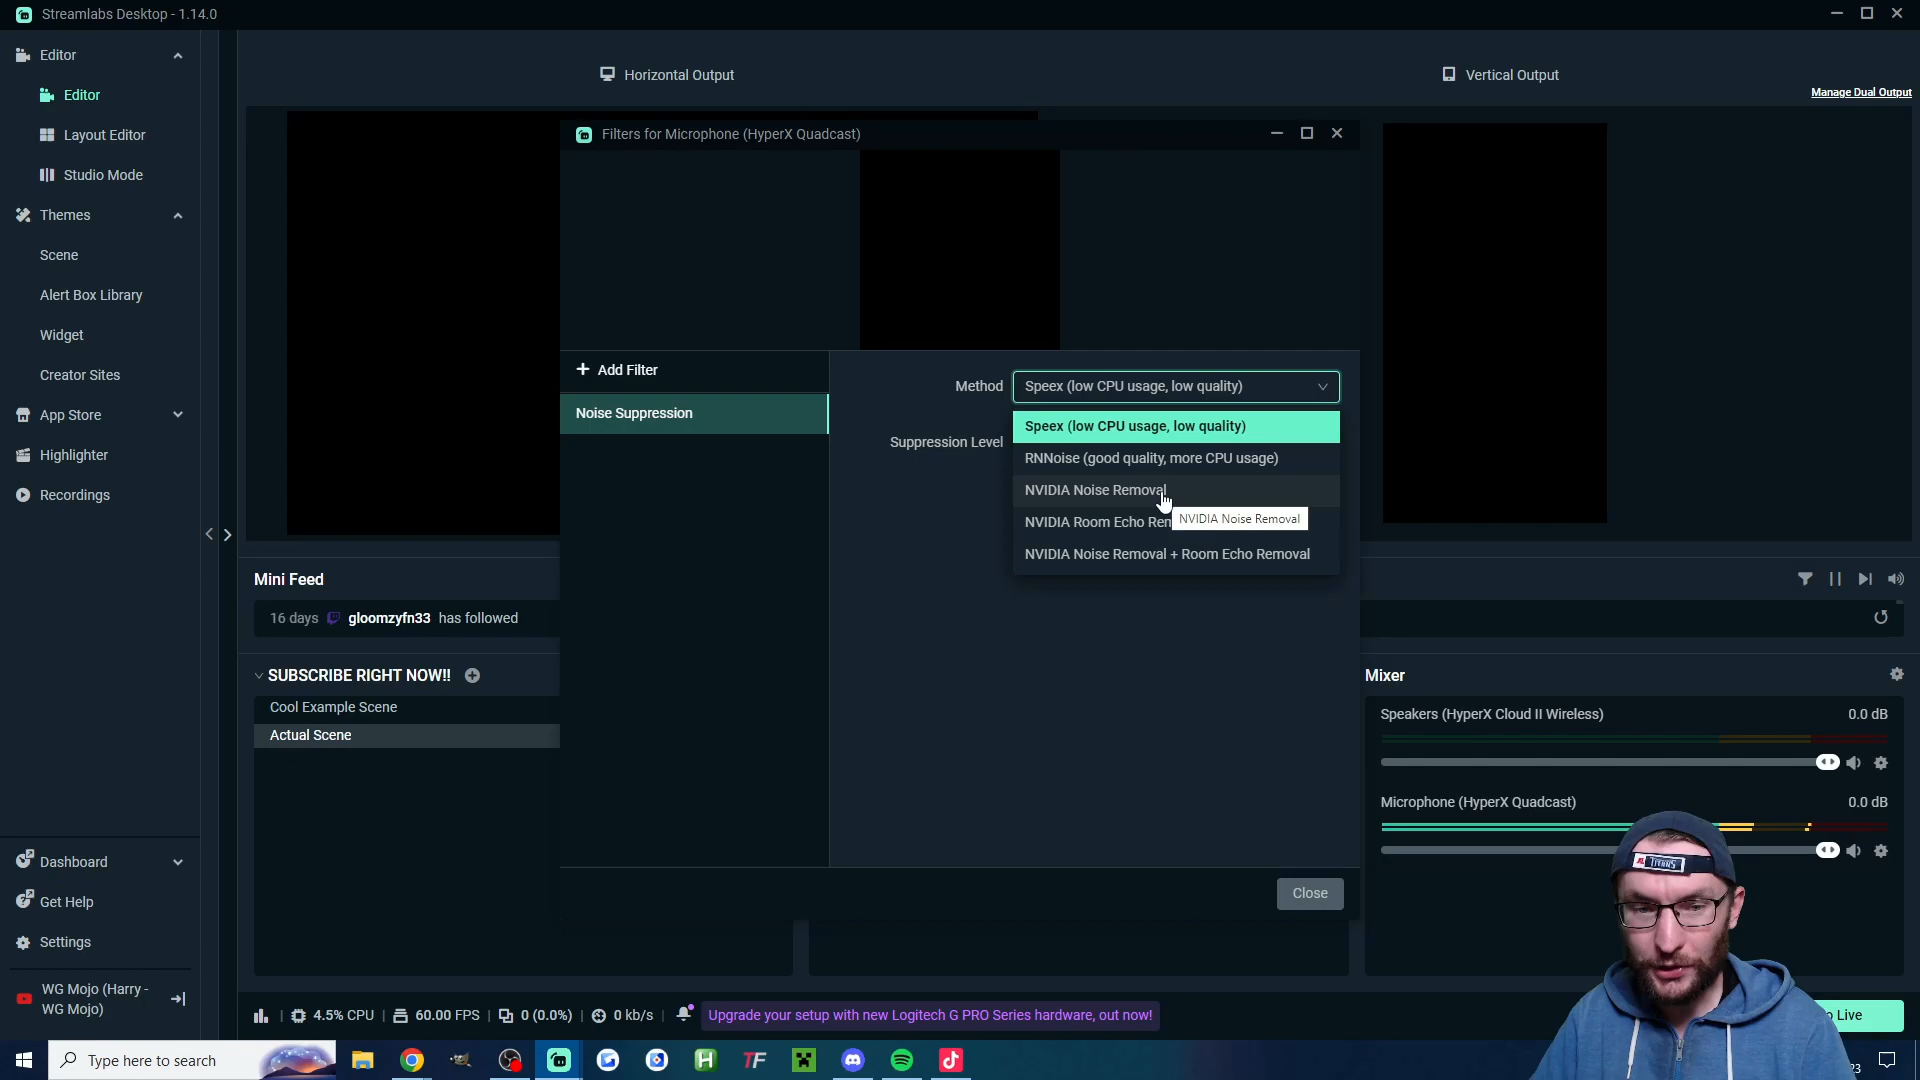 Streamlabs Desktop - 1.14.0
Editor
Editor
Layout Editor
Studio Mode
Themes
Scene
Alert Box Library
Widget
Creator Sites
App Store
Highlighter
Recordings
Dashboard
Get Help
Settings
WG Mojo (Harry -
WG Mojo)
Horizontal Output
Vertical Output
Manage Dual Output
Filters for Microphone (HyperX Quadcast)
Add Filter
Noise Suppression
Method
Speex (low CPU usage, low quality)
Suppression Level
Speex (low CPU usage, low quality)
RNNoise (good quality, more CPU usage)
NVIDIA Noise Removal
NVIDIA Noise Removal
NVIDIA Room Echo Ren
NVIDIA Noise Removal + Room Echo Removal
Close
Mini Feed
16 days gloomzyfn33 has followed
SUBSCRIBE RIGHT NOW!!
Cool Example Scene
Actual Scene
Mixer
Speakers (HyperX Cloud II Wireless) 0.0 dB
Microphone (HyperX Quadcast) 0.0 dB
TITANS
4.5% CPU
60.00 FPS
0 (0.0%)
0 kb/s
Upgrade your setup with new Logitech G PRO Series hardware, out now!
o Live
Type here to search
H
TF
23